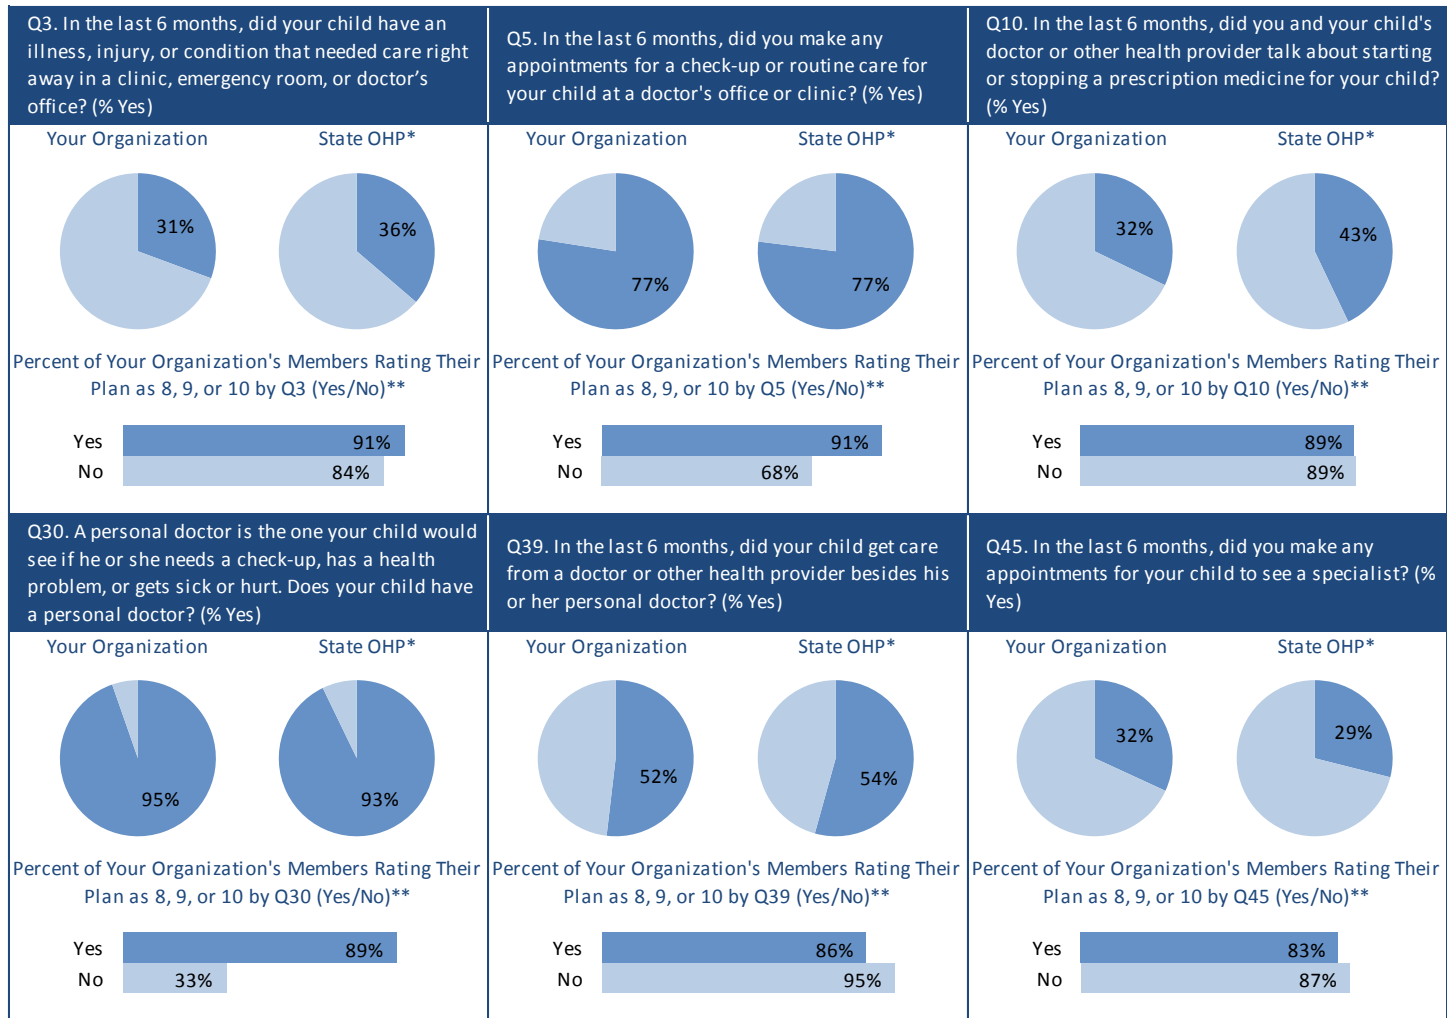 Q3. In the last 6 months, did your child have an
illness, injury, or condition that needed care right
away in a clinic, emergency room, or doctor’s
office? (% Yes)
Q5. In the last 6 months, did you make any
appointments for a check-up or routine care for
your child at a doctor's office or clinic? (% Yes)
Q10. In the last 6 months, did you and your child's
doctor or other health provider talk about starting
or stopping a prescription medicine for your child?
(% Yes)
Your Organization State OHP*
31% 36%
Percent of Your Organization's Members Rating Their
Plan as 8, 9, or 10 by Q3 (Yes/No)**
Yes 91%
No 84%
Your Organization State OHP*
77% 77%
Percent of Your Organization's Members Rating Their
Plan as 8, 9, or 10 by Q5 (Yes/No)**
Yes 91%
No 68%
Your Organization State OHP*
32% 43%
Percent of Your Organization's Members Rating Their
Plan as 8, 9, or 10 by Q10 (Yes/No)**
Yes 89%
No 89%
Q30. A personal doctor is the one your child would
see if he or she needs a check-up, has a health
problem, or gets sick or hurt. Does your child have
a personal doctor? (% Yes)
Q39. In the last 6 months, did your child get care
from a doctor or other health provider besides his
or her personal doctor? (% Yes)
Q45. In the last 6 months, did you make any
appointments for your child to see a specialist? (%
Yes)
Your Organization State OHP*
95% 93%
Percent of Your Organization's Members Rating Their
Plan as 8, 9, or 10 by Q30 (Yes/No)**
Yes 89%
No 33%
Your Organization State OHP*
52% 54%
Percent of Your Organization's Members Rating Their
Plan as 8, 9, or 10 by Q39 (Yes/No)**
Yes 86%
No 95%
Your Organization State OHP*
32% 29%
Percent of Your Organization's Members Rating Their
Plan as 8, 9, or 10 by Q45 (Yes/No)**
Yes 83%
No 87%